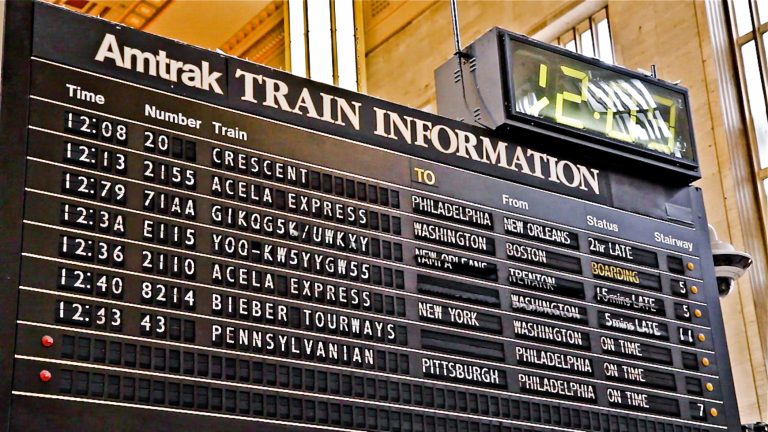 Amtrak TRAIN INFORMATION
Time Number Train TO From Status Stairway
12:08 20 CRESCENT PHILADELPHIA NEW ORLEANS 2hr LATE
12:13 2155 ACELA EXPRESS WASHINGTON BOSTON BOARDING 5
12:79 71AA GIKQG5K/UWKXY TRENTON 15mins LATE 5
12:3A E115 YOQ-KW5YYGW55 WASHINGTON 5mins LATE
12:36 2110 ACELA EXPRESS NEW YORK WASHINGTON ON TIME
12:40 8214 BIEBER TOURWAYS PHILADELPHIA ON TIME
43 PENNSYLVANIAN PITTSBURGH PHILADELPHIA ON TIME 7